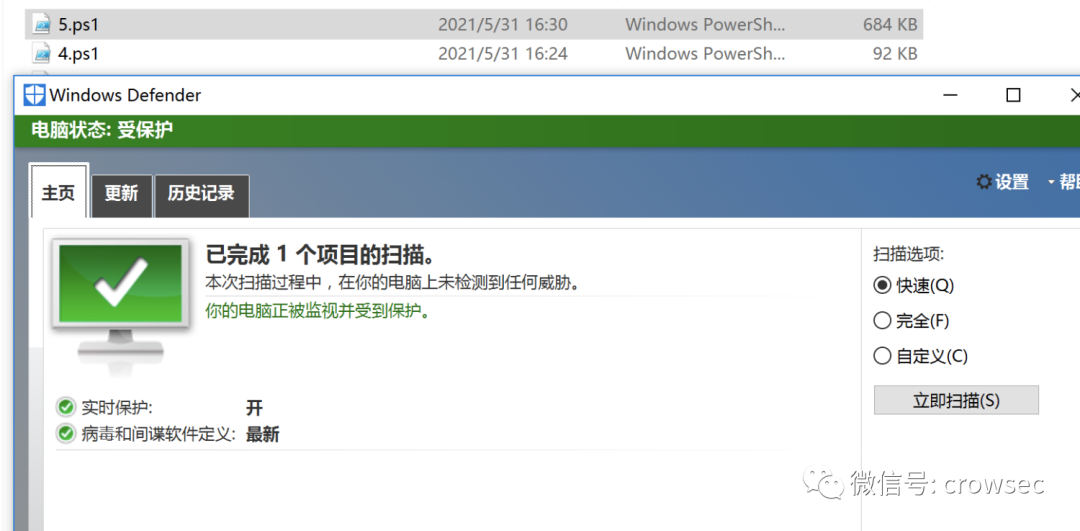 5.ps1 2021/5/31 16:30 Windows PowerSh... 684 KB
4.ps1 2021/5/31 16:24 Windows PowerSh... 92 KB
Windows Defender
电脑状态: 受保护
主页 更新 历史记录 设置 帮
已完成 1 个项目的扫描。
本次扫描过程中，在你的电脑上未检测到任何威胁。
你的电脑正被监视并受到保护。
扫描选项:
快速(Q)
完全(F)
自定义(C)
立即扫描(S)
实时保护: 开
病毒和间谍软件定义: 最新
微信号: crowsec